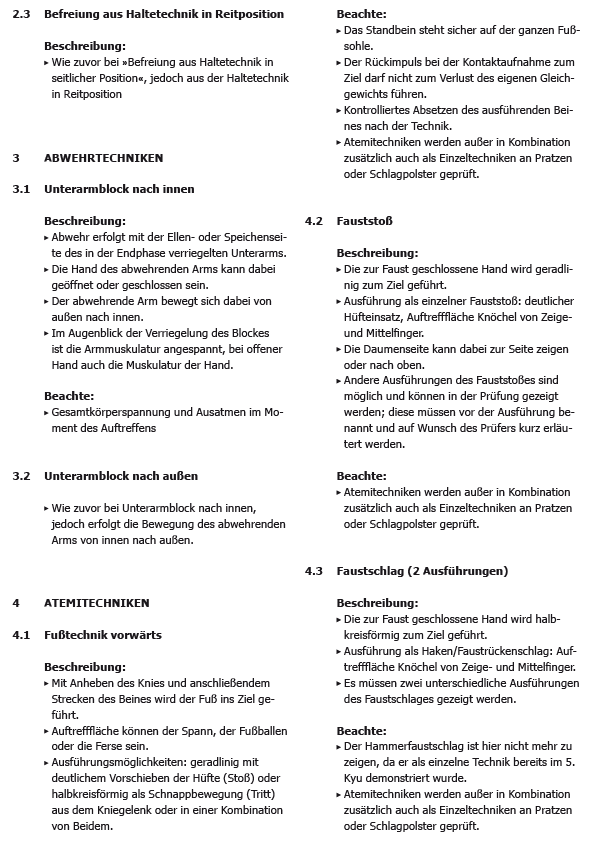 2.3 Befreiung aus Haltetechnik in Reitposition
Beschreibung:
▸ Wie zuvor bei »Befreiung aus Haltetechnik in
seitlicher Position«, jedoch aus der Haltetechnik
in Reitposition
3 ABWEHRTECHNIKEN
3.1 Unterarmblock nach innen
Beschreibung:
▸ Abwehr erfolgt mit der Ellen- oder Speichensei-
te des in der Endphase verriegelten Unterarms.
▸ Die Hand des abwehrenden Arms kann dabei
geöffnet oder geschlossen sein.
▸ Der abwehrende Arm bewegt sich dabei von
außen nach innen.
▸ Im Augenblick der Verriegelung des Blockes
ist die Armmuskulatur angespannt, bei offener
Hand auch die Muskulatur der Hand.
Beachte:
▸ Gesamtkörperspannung und Ausatmen im Mo-
ment des Auftreffens
3.2 Unterarmblock nach außen
▸ Wie zuvor bei Unterarmblock nach innen,
jedoch erfolgt die Bewegung des abwehrenden
Arms von innen nach außen.
4 ATEMITECHNIKEN
4.1 Fußtechnik vorwärts
Beschreibung:
▸ Mit Anheben des Knies und anschließendem
Strecken des Beines wird der Fuß ins Ziel ge-
führt.
▸ Auftrefffläche können der Spann, der Fußballen
oder die Ferse sein.
▸ Ausführungsmöglichkeiten: geradlinig mit
deutlichem Vorschieben der Hüfte (Stoß) oder
halbkreisförmig als Schnappbewegung (Tritt)
aus dem Kniegelenk oder in einer Kombination
von Beidem.
Beachte:
▸ Das Standbein steht sicher auf der ganzen Fuß-
sohle.
▸ Der Rückimpuls bei der Kontaktaufnahme zum
Ziel darf nicht zum Verlust des eigenen Gleich-
gewichts führen.
▸ Kontrolliertes Absetzen des ausführenden Bei-
nes nach der Technik.
▸ Atemitechniken werden außer in Kombination
zusätzlich auch als Einzeltechniken an Pratzen
oder Schlagpolster geprüft.
4.2 Fauststoß
Beschreibung:
▸ Die zur Faust geschlossene Hand wird geradli-
nig zum Ziel geführt.
▸ Ausführung als einzelner Fauststoß: deutlicher
Hüfteinsatz, Auftrefffläche Knöchel von Zeige-
und Mittelfinger.
▸ Die Daumenseite kann dabei zur Seite zeigen
oder nach oben.
▸ Andere Ausführungen des Fauststoßes sind
möglich und können in der Prüfung gezeigt
werden; diese müssen vor der Ausführung be-
nannt und auf Wunsch des Prüfers kurz erläu-
tert werden.
Beachte:
▸ Atemitechniken werden außer in Kombination
zusätzlich auch als Einzeltechniken an Pratzen
oder Schlagpolster geprüft.
4.3 Faustschlag (2 Ausführungen)
Beschreibung:
▸ Die zur Faust geschlossene Hand wird halb-
kreisförmig zum Ziel geführt.
▸ Ausführung als Haken/Faustrückenschlag: Auf-
trefffläche Knöchel von Zeige- und Mittelfinger.
▸ Es müssen zwei unterschiedliche Ausführungen
des Faustschlages gezeigt werden.
Beachte:
▸ Der Hammerfaustschlag ist hier nicht mehr zu
zeigen, da er als einzelne Technik bereits im 5.
Kyu demonstriert wurde.
▸ Atemitechniken werden außer in Kombination
zusätzlich auch als Einzeltechniken an Pratzen
oder Schlagpolster geprüft.